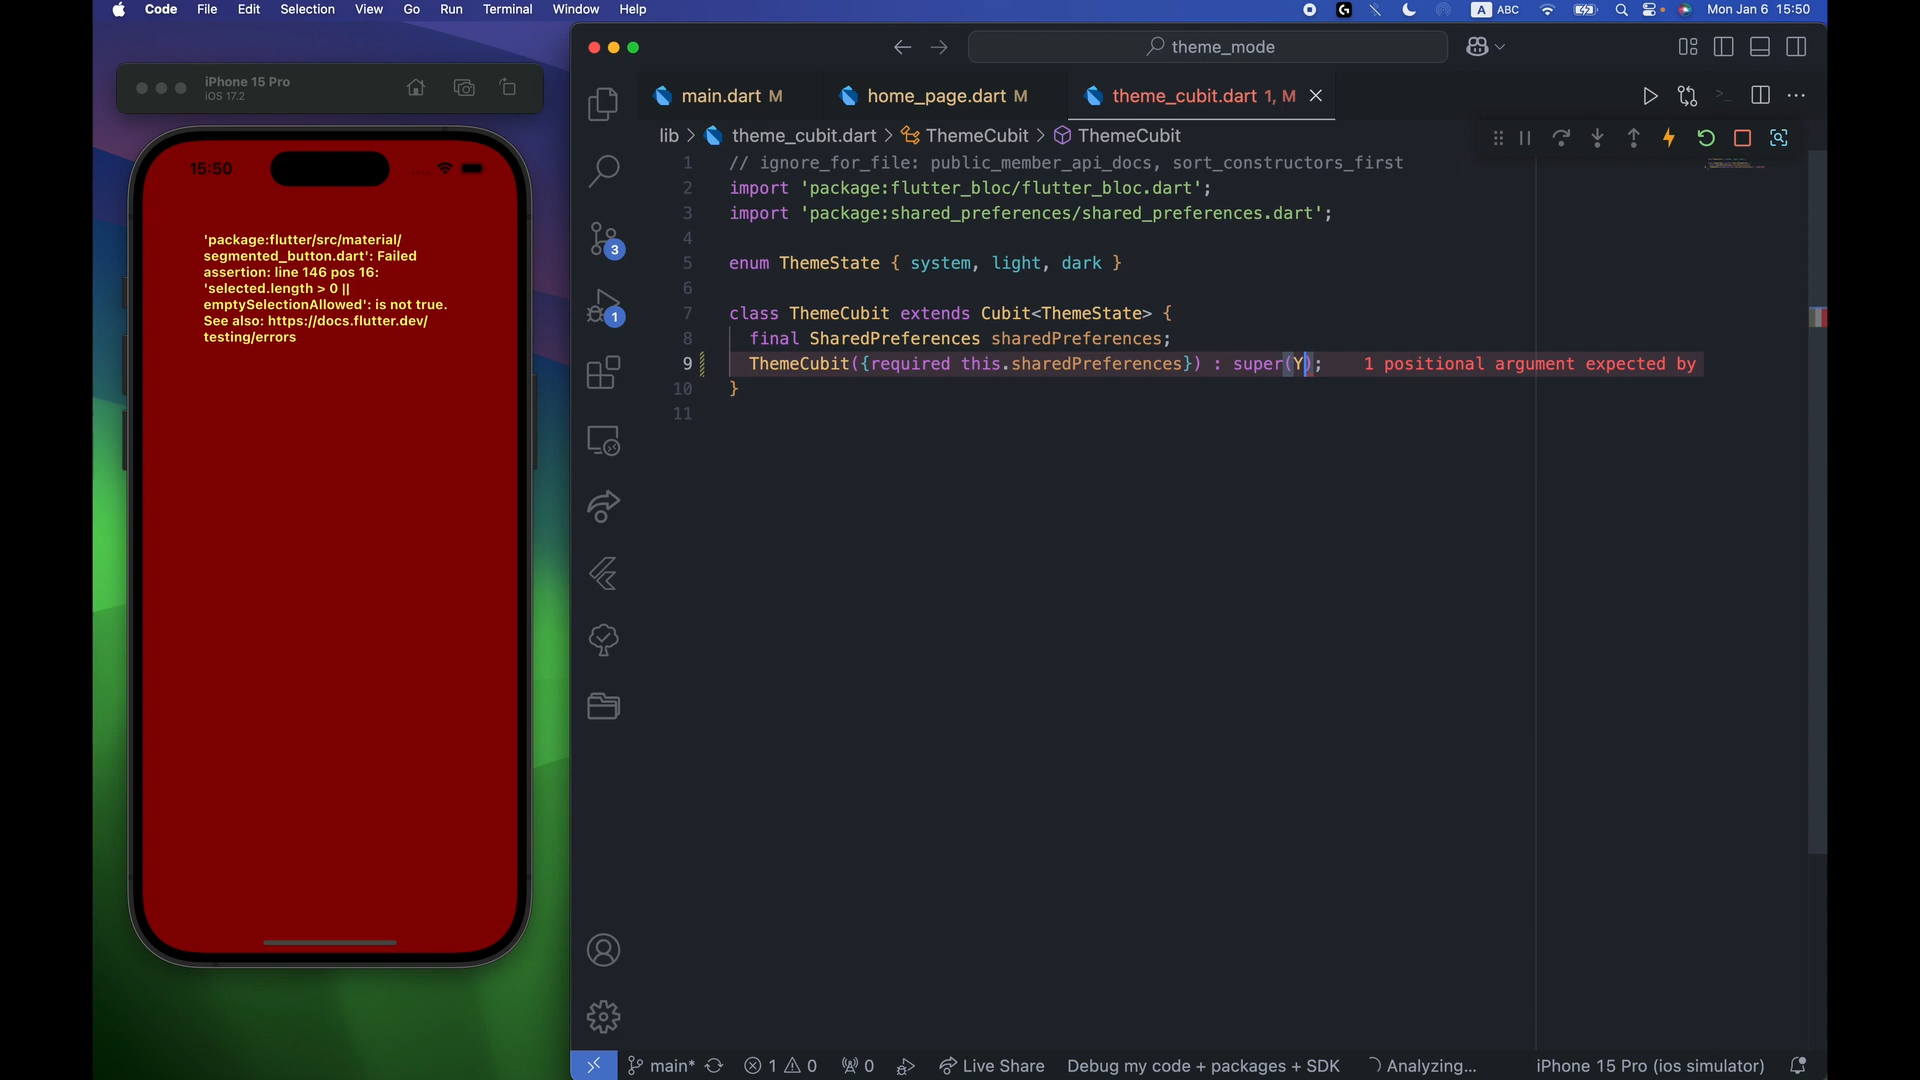 Code File Edit Selection View Go Run Terminal Window Help
A ABC Mon Jan 6 15:50
iPhone 15 Pro
iOS 17.2
15:50
'package:flutter/src/material/
segmented_button.dart': Failed
assertion: line 146 pos 16:
'selected.length > 0 ||
emptySelectionAllowed': is not true.
See also: https://docs.flutter.dev/
testing/errors
theme_mode
main.dart M
home_page.dart M
theme_cubit.dart 1, M
lib > theme_cubit.dart > ThemeCubit > ThemeCubit
1 // ignore_for_file: public_member_api_docs, sort_constructors_first
2 import 'package:flutter_bloc/flutter_bloc.dart';
3 import 'package:shared_preferences/shared_preferences.dart';
4
5 enum ThemeState { system, light, dark }
6
7 class ThemeCubit extends Cubit<ThemeState> {
8 final SharedPreferences sharedPreferences;
9 ThemeCubit({required this.sharedPreferences}) : super(Y); 1 positional argument expected by
10 }
11
3
1
main* 1 0 0 Live Share Debug my code + packages + SDK Analyzing... iPhone 15 Pro (ios simulator)